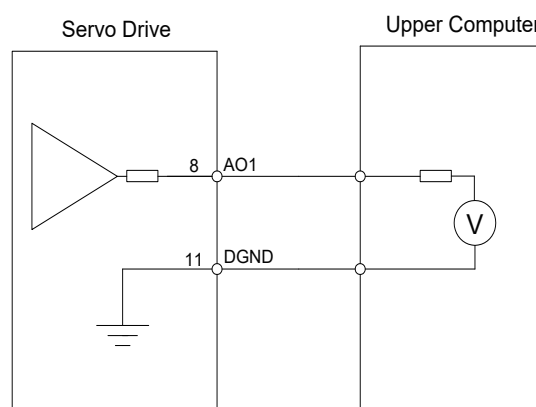 Servo Drive
Upper Computer
8 AO1
11 DGND
V